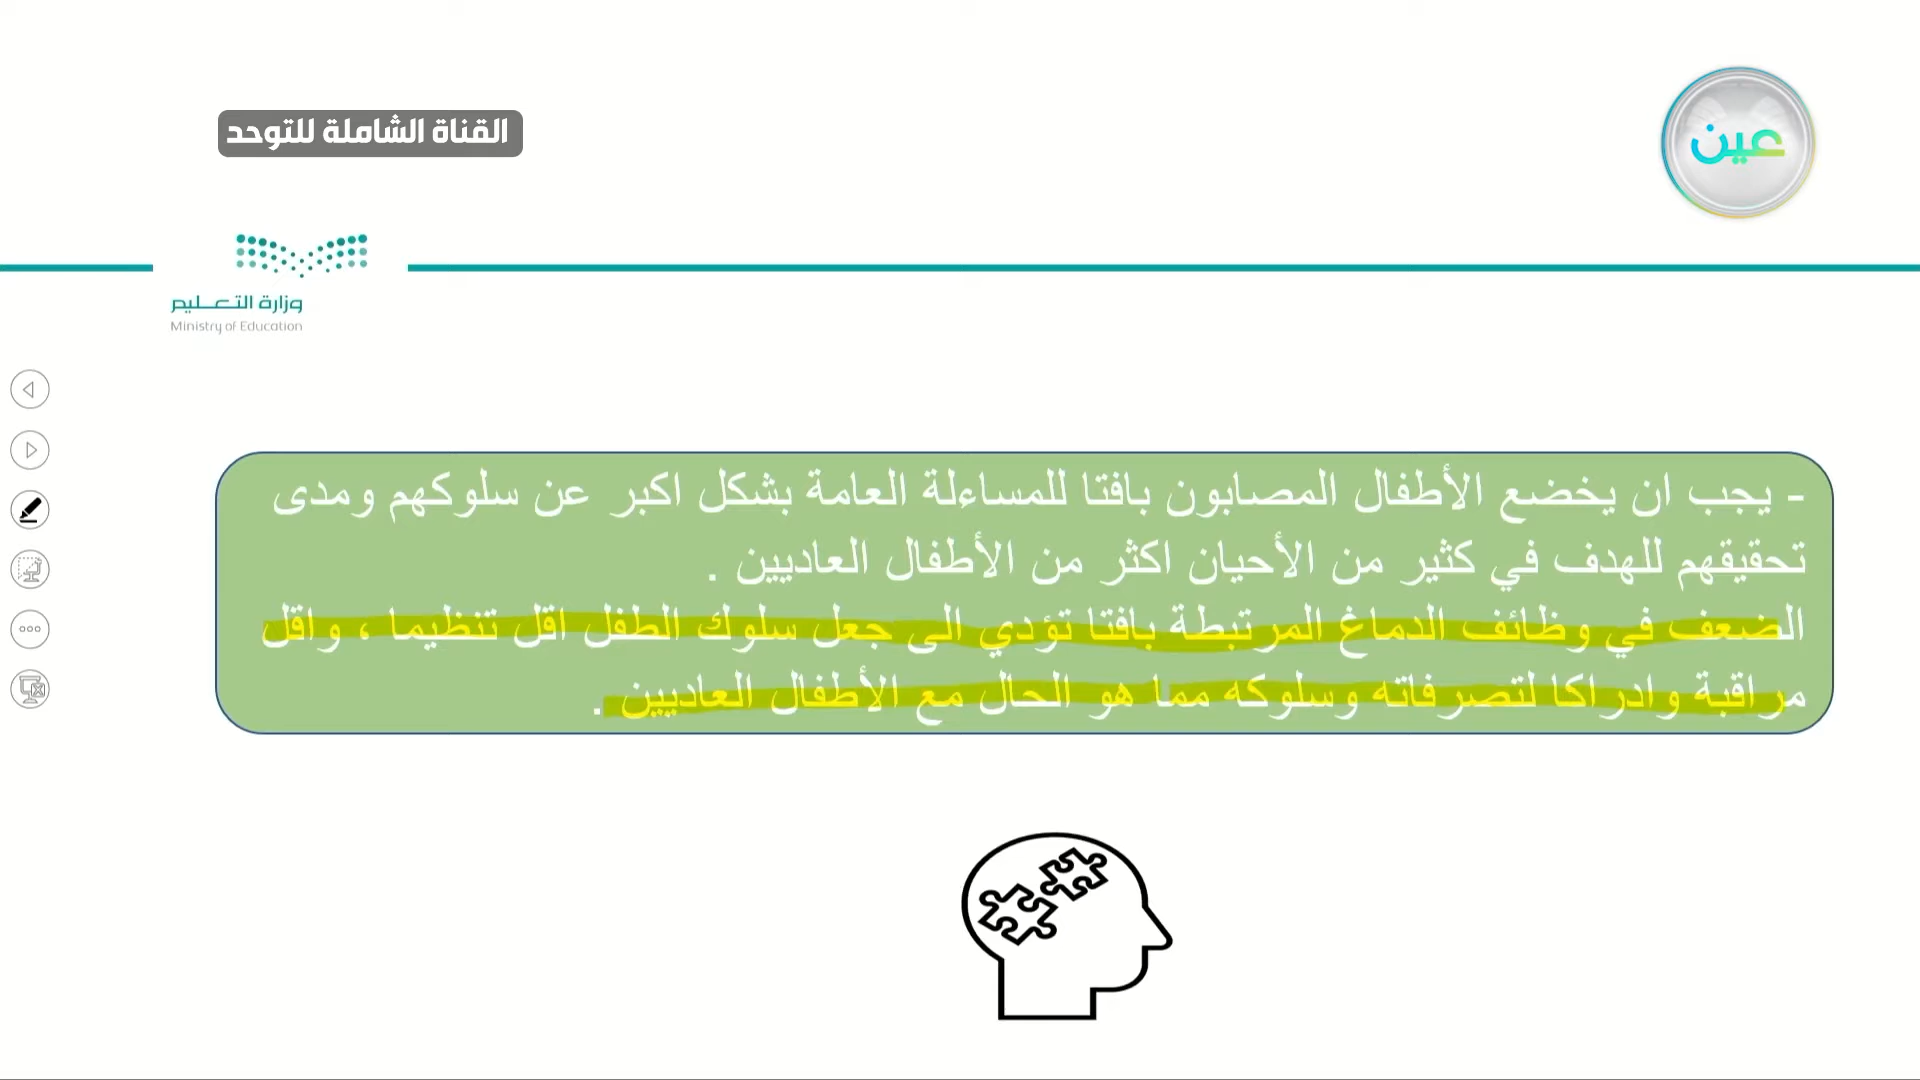 القناة الشاملة للتوحد
عين
وزارة التعليم
Ministry of Education
- يجب ان يخضع الأطفال المصابون بافتا للمساءلة العامة بشكل اكبر عن سلوكهم ومدى
تحقيقهم للهدف في كثير من الأحيان اكثر من الأطفال العاديين .
الضعف في وظائف الدماغ المرتبطة بافتا تؤدي الى جعل سلوك الطفل اقل تنظيما ، واقل
مراقبة وادراكا لتصرفاته وسلوكه مما هو الحال مع الأطفال العاديين .